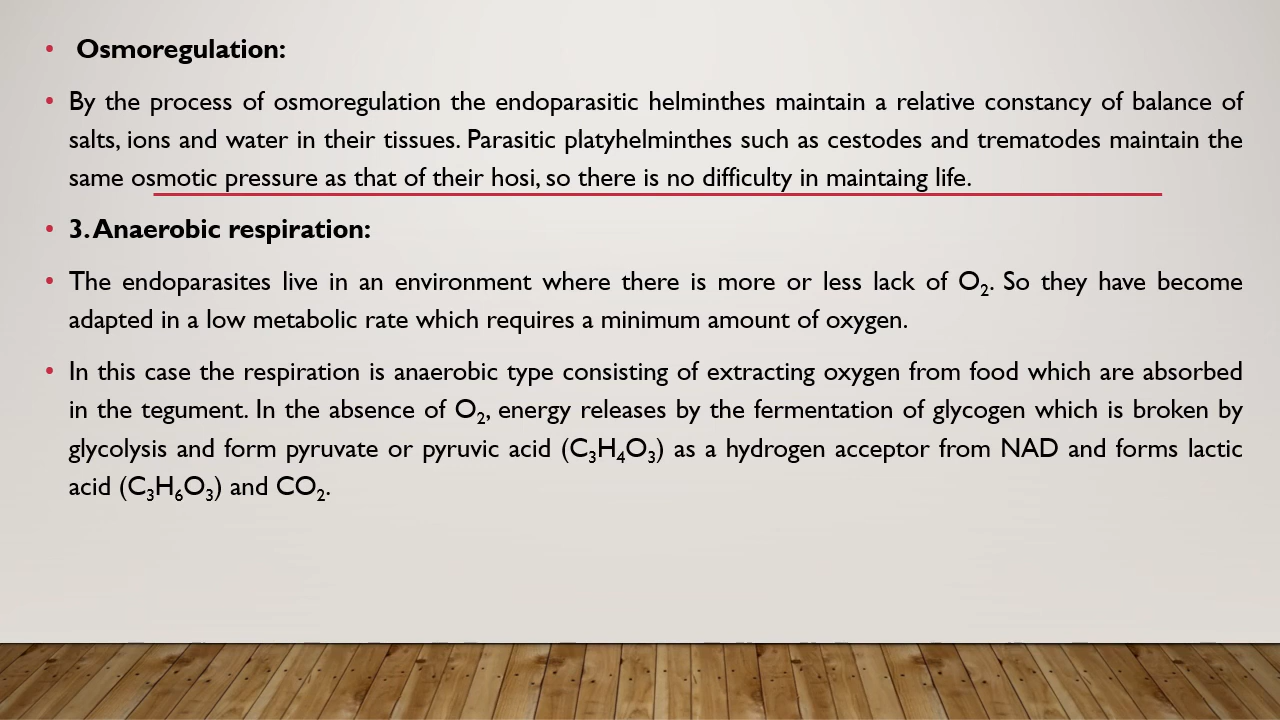 • Osmoregulation:
• By the process of osmoregulation the endoparasitic helminthes maintain a relative constancy of balance of
salts, ions and water in their tissues. Parasitic platyhelminthes such as cestodes and trematodes maintain the
same osmotic pressure as that of their hosi, so there is no difficulty in maintaing life.
• 3. Anaerobic respiration:
• The endoparasites live in an environment where there is more or less lack of O₂. So they have become
adapted in a low metabolic rate which requires a minimum amount of oxygen.
• In this case the respiration is anaerobic type consisting of extracting oxygen from food which are absorbed
in the tegument. In the absence of O₂, energy releases by the fermentation of glycogen which is broken by
glycolysis and form pyruvate or pyruvic acid (C₃H₄O₃) as a hydrogen acceptor from NAD and forms lactic
acid (C₃H₆O₃) and CO₂.